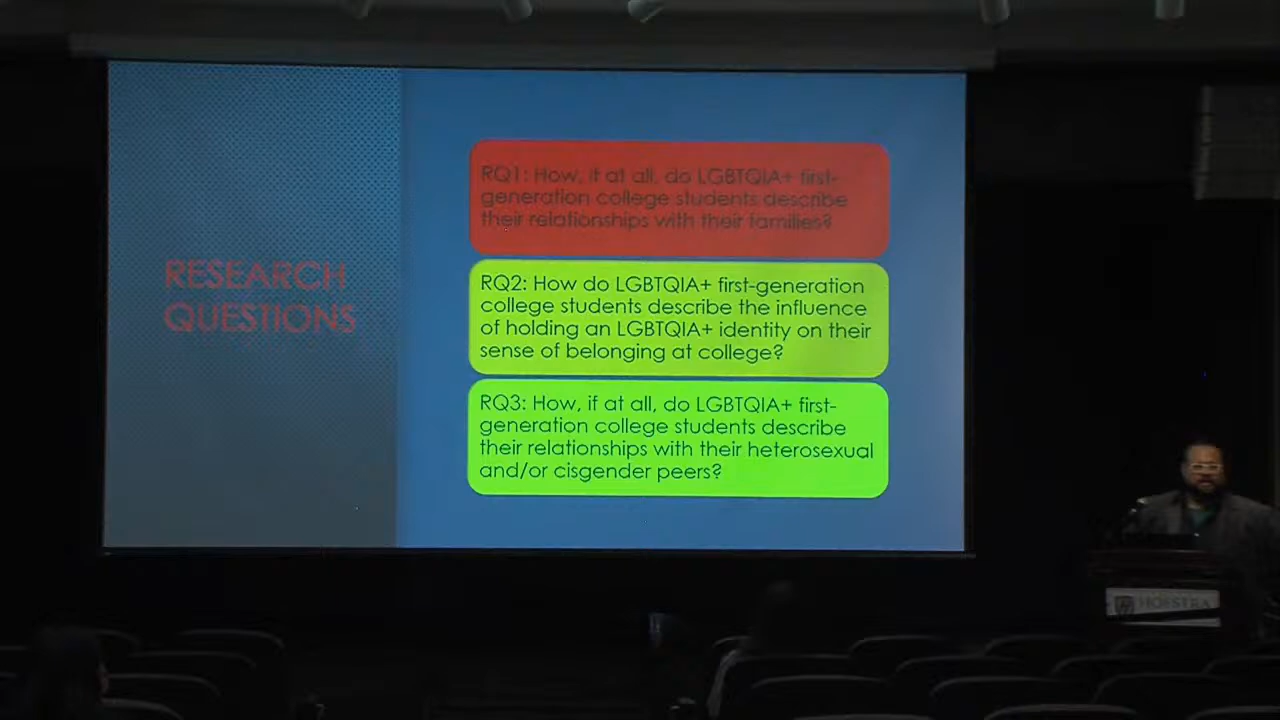 RESEARCH
QUESTIONS
RQ1: How, if at all, do LGBTQIA+ first-
generation college students describe
their relationships with their families?
RQ2: How do LGBTQIA+ first-generation
college students describe the influence
of holding an LGBTQIA+ identity on their
sense of belonging at college?
RQ3: How, if at all, do LGBTQIA+ first-
generation college students describe
their relationships with their heterosexual
and/or cisgender peers?
HOFSTRA